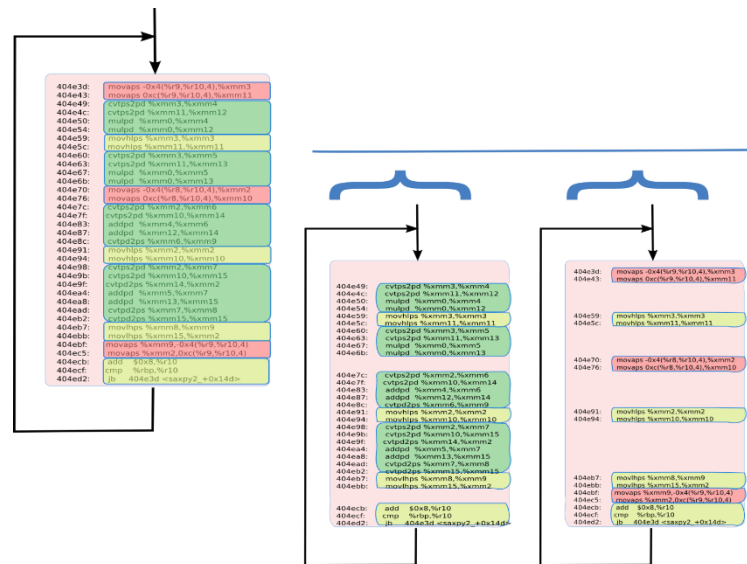 404e3d: movaps -0x4(%r9,%r10,4),%xmm3
404e43: movaps 0xc(%r9,%r10,4),%xmm11
404e49: cvtps2pd %xmm3,%xmm4
404e4c: cvtps2pd %xmm11,%xmm12
404e50: mulpd %xmm0,%xmm4
404e54: mulpd %xmm0,%xmm12
404e59: movhlps %xmm3,%xmm3
404e5c: movhlps %xmm11,%xmm11
404e60: cvtps2pd %xmm3,%xmm5
404e63: cvtps2pd %xmm11,%xmm13
404e67: mulpd %xmm0,%xmm5
404e6b: mulpd %xmm0,%xmm13
404e70: movaps -0x4(%r8,%r10,4),%xmm2
404e76: movaps 0xc(%r8,%r10,4),%xmm10
404e7c: cvtps2pd %xmm2,%xmm6
404e7f: cvtps2pd %xmm10,%xmm14
404e83: addpd %xmm4,%xmm6
404e87: addpd %xmm12,%xmm14
404e8c: cvtpd2ps %xmm6,%xmm9
404e91: movhlps %xmm2,%xmm2
404e94: movhlps %xmm10,%xmm10
404e98: cvtps2pd %xmm2,%xmm7
404e9b: cvtps2pd %xmm10,%xmm15
404e9f: cvtpd2ps %xmm14,%xmm2
404ea4: addpd %xmm5,%xmm7
404ea8: addpd %xmm13,%xmm15
404ead: cvtpd2ps %xmm7,%xmm8
404eb2: cvtpd2ps %xmm15,%xmm15
404eb7: movlhps %xmm8,%xmm9
404ebb: movlhps %xmm15,%xmm2
404ebf: movaps %xmm9,-0x4(%r8,%r10,4)
404ec5: movaps %xmm2,0xc(%r8,%r10,4)
404ecb: add $0x8,%r10
404ecf: cmp %rbp,%r10
404ed2: jb 404e3d <saxpy2_+0x14d>
404e49: cvtps2pd %xmm3,%xmm4
404e4c: cvtps2pd %xmm11,%xmm12
404e50: mulpd %xmm0,%xmm4
404e54: mulpd %xmm0,%xmm12
404e59: movhlps %xmm3,%xmm3
404e5c: movhlps %xmm11,%xmm11
404e60: cvtps2pd %xmm3,%xmm5
404e63: cvtps2pd %xmm11,%xmm13
404e67: mulpd %xmm0,%xmm5
404e6b: mulpd %xmm0,%xmm13
404e7c: cvtps2pd %xmm2,%xmm6
404e7f: cvtps2pd %xmm10,%xmm14
404e83: addpd %xmm4,%xmm6
404e87: addpd %xmm12,%xmm14
404e8c: cvtpd2ps %xmm6,%xmm9
404e91: movhlps %xmm2,%xmm2
404e94: movhlps %xmm10,%xmm10
404e98: cvtps2pd %xmm2,%xmm7
404e9b: cvtps2pd %xmm10,%xmm15
404e9f: cvtpd2ps %xmm14,%xmm2
404ea4: addpd %xmm5,%xmm7
404ea8: addpd %xmm13,%xmm15
404ead: cvtpd2ps %xmm7,%xmm8
404eb2: cvtpd2ps %xmm15,%xmm15
404eb7: movlhps %xmm8,%xmm9
404ebb: movlhps %xmm15,%xmm2
404ecb: add $0x8,%r10
404ecf: cmp %rbp,%r10
404ed2: jb 404e3d <saxpy2_+0x14d>
404e3d: movaps -0x4(%r9,%r10,4),%xmm3
404e43: movaps 0xc(%r9,%r10,4),%xmm11
404e59: movhlps %xmm3,%xmm3
404e5c: movhlps %xmm11,%xmm11
404e70: movaps -0x4(%r8,%r10,4),%xmm2
404e76: movaps 0xc(%r8,%r10,4),%xmm10
404e91: movhlps %xmm2,%xmm2
404e94: movhlps %xmm10,%xmm10
404eb7: movlhps %xmm8,%xmm9
404ebb: movlhps %xmm15,%xmm2
404ebf: movaps %xmm9,-0x4(%r8,%r10,4)
404ec5: movaps %xmm2,0xc(%r8,%r10,4)
404ecb: add $0x8,%r10
404ecf: cmp %rbp,%r10
404ed2: jb 404e3d <saxpy2_+0x14d>